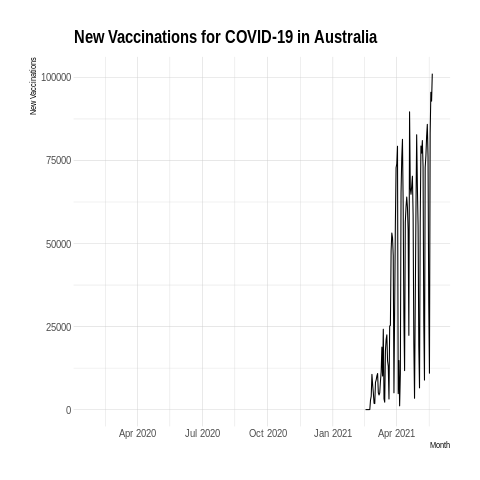 New Vaccinations for COVID-19 in Australia
New Vaccinations
100000
75000
50000
25000
0
Apr 2020 Jul 2020 Oct 2020 Jan 2021 Apr 2021
Month